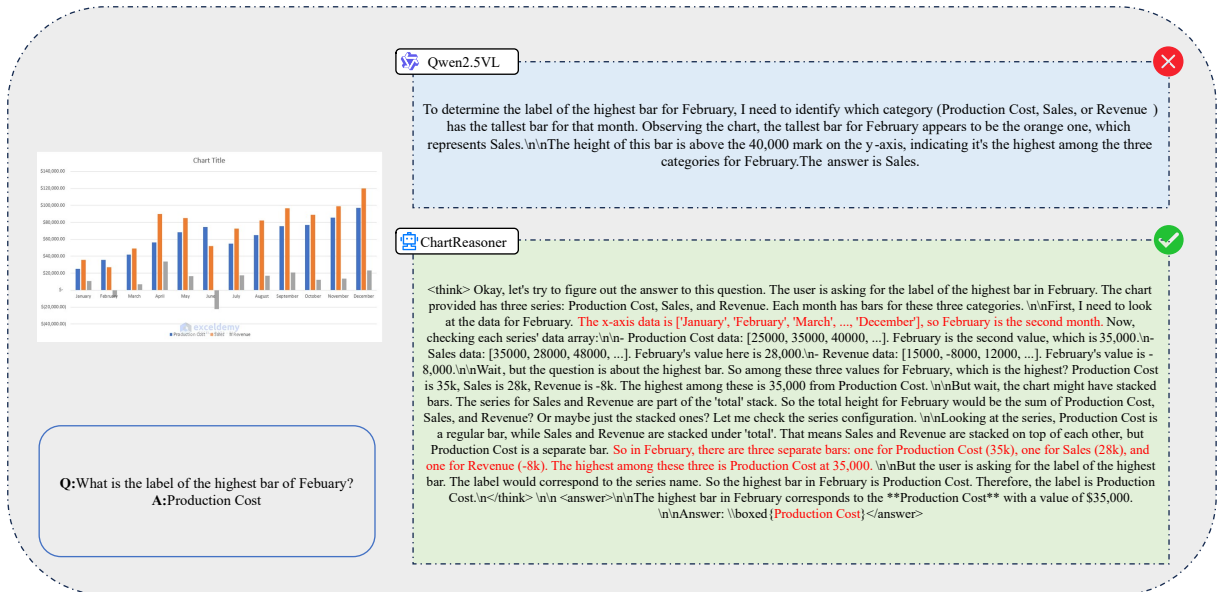 Qwen2.5VL
To determine the label of the highest bar for February, I need to identify which category (Production Cost, Sales, or Revenue )
has the tallest bar for that month. Observing the chart, the tallest bar for February appears to be the orange one, which
represents Sales.\n\nThe height of this bar is above the 40,000 mark on the y-axis, indicating it's the highest among the three
categories for February.The answer is Sales.
Chart Title
$140,000.00
$120,000.00
$100,000.00
$80,000.00
$60,000.00
$40,000.00
$20,000.00
$-
$(20,000.00)
$(40,000.00)
January February March April May June July August September October November December
exceldemy
Production Cost Sales Revenue
Q:What is the label of the highest bar of Febuary?
A:Production Cost
ChartReasoner
<think> Okay, let's try to figure out the answer to this question. The user is asking for the label of the highest bar in February. The chart
provided has three series: Production Cost, Sales, and Revenue. Each month has bars for these three categories. \n\nFirst, I need to look
at the data for February. The x-axis data is ['January', 'February', 'March', ..., 'December'], so February is the second month. Now,
checking each series' data array:\n\n- Production Cost data: [25000, 35000, 40000, ...]. February is the second value, which is 35,000.\n-
Sales data: [35000, 28000, 48000, ...]. February's value here is 28,000.\n- Revenue data: [15000, -8000, 12000, ...]. February's value is -
8,000.\n\nWait, but the question is about the highest bar. So among these three values for February, which is the highest? Production Cost
is 35k, Sales is 28k, Revenue is -8k. The highest among these is 35,000 from Production Cost. \n\nBut wait, the chart might have stacked
bars. The series for Sales and Revenue are part of the 'total' stack. So the total height for February would be the sum of Production Cost,
Sales, and Revenue? Or maybe just the stacked ones? Let me check the series configuration. \n\nLooking at the series, Production Cost is
a regular bar, while Sales and Revenue are stacked under 'total'. That means Sales and Revenue are stacked on top of each other, but
Production Cost is a separate bar. So in February, there are three separate bars: one for Production Cost (35k), one for Sales (28k), and
one for Revenue (-8k). The highest among these three is Production Cost at 35,000. \n\nBut the user is asking for the label of the highest
bar. The label would correspond to the series name. So the highest bar in February is Production Cost. Therefore, the label is Production
Cost.\n</think> \n\n <answer>\n\nThe highest bar in February corresponds to the **Production Cost** with a value of $35,000.
\n\nAnswer: \\boxed{Production Cost}</answer>